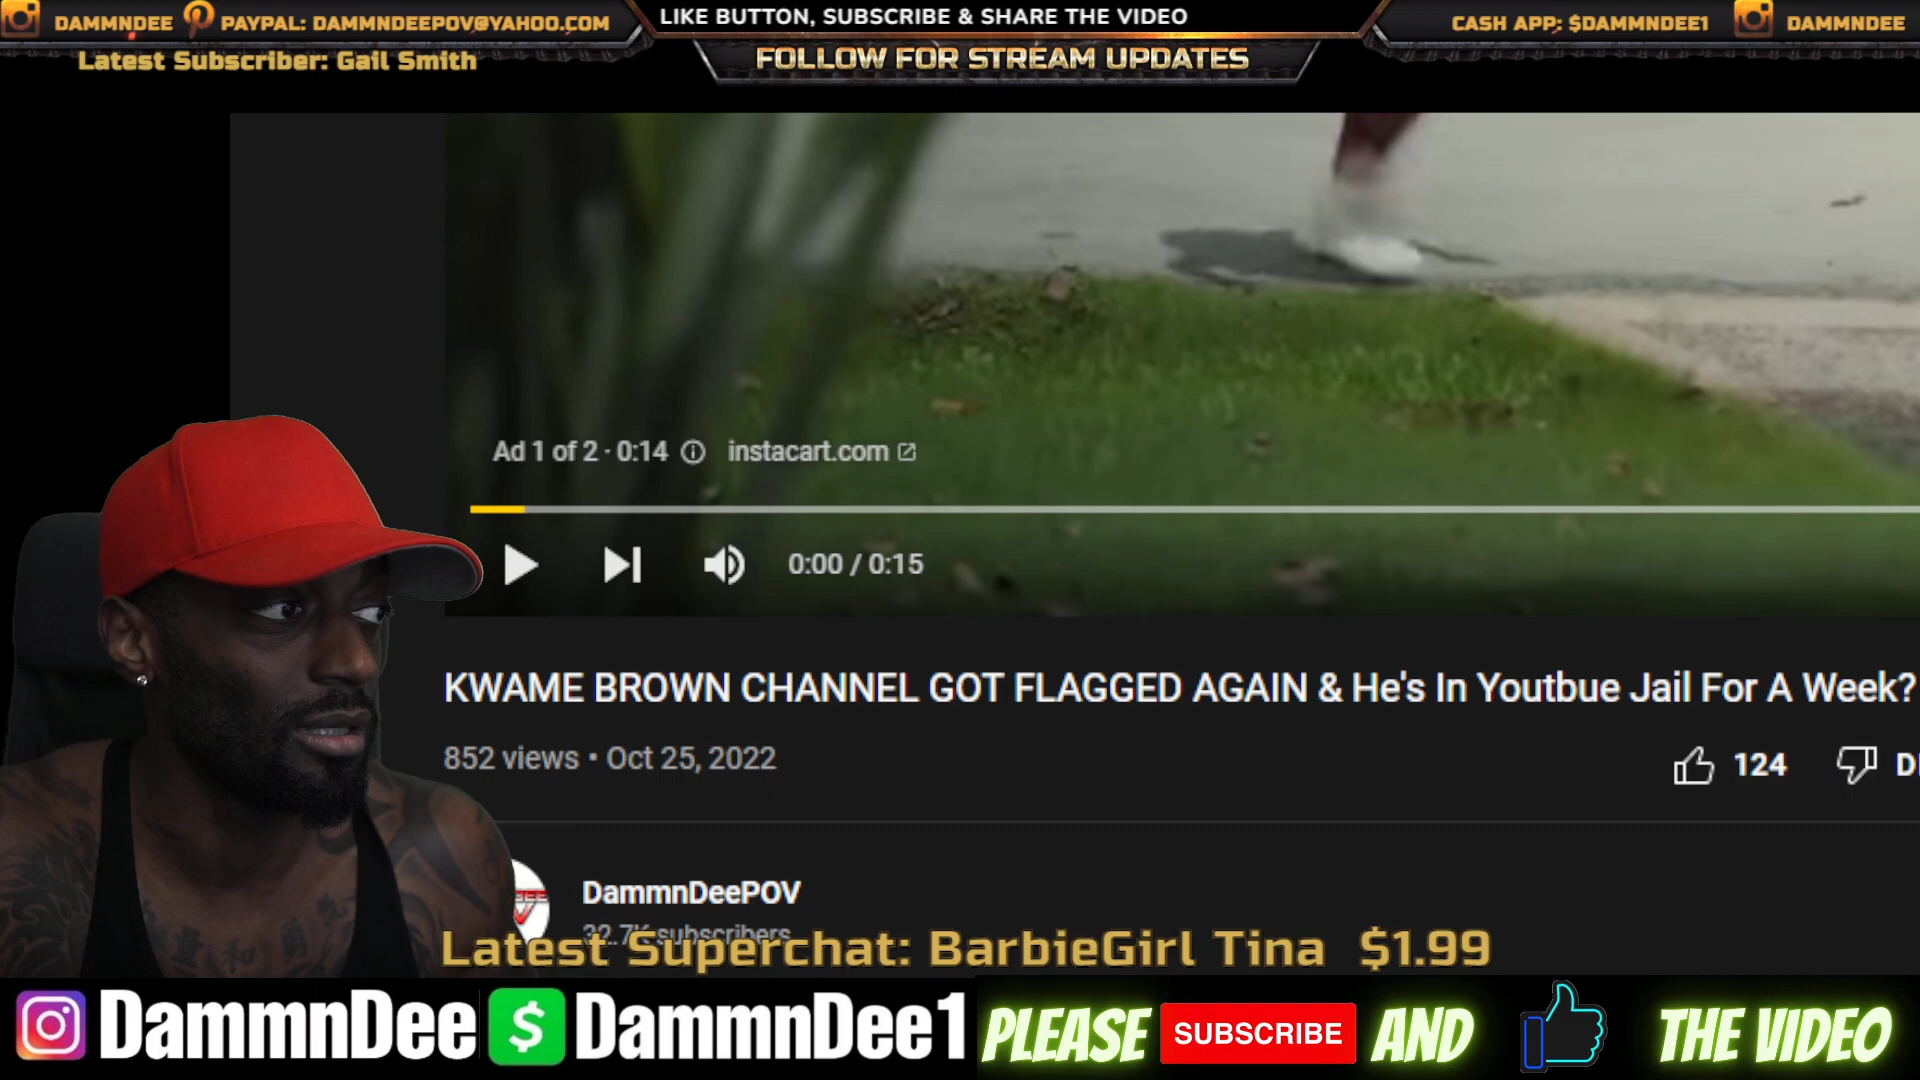 DAMMNDEE PAYPAL: DAMMNDEEPOV@YAHOO.COM
LIKE BUTTON, SUBSCRIBE & SHARE THE VIDEO
CASH APP: $DAMMNDEE1 DAMMNDEE
Latest Subscriber: Gail Smith
FOLLOW FOR STREAM UPDATES
Ad 1 of 2 · 0:14 instacart.com
0:00 / 0:15
KWAME BROWN CHANNEL GOT FLAGGED AGAIN & He's In Youtbue Jail For A Week?
852 views • Oct 25, 2022
124
DammnDeePOV
32.7K subscribers
Latest Superchat: BarbieGirl Tina $1.99
DammnDee $ DammnDee1 PLEASE SUBSCRIBE AND THE VIDEO